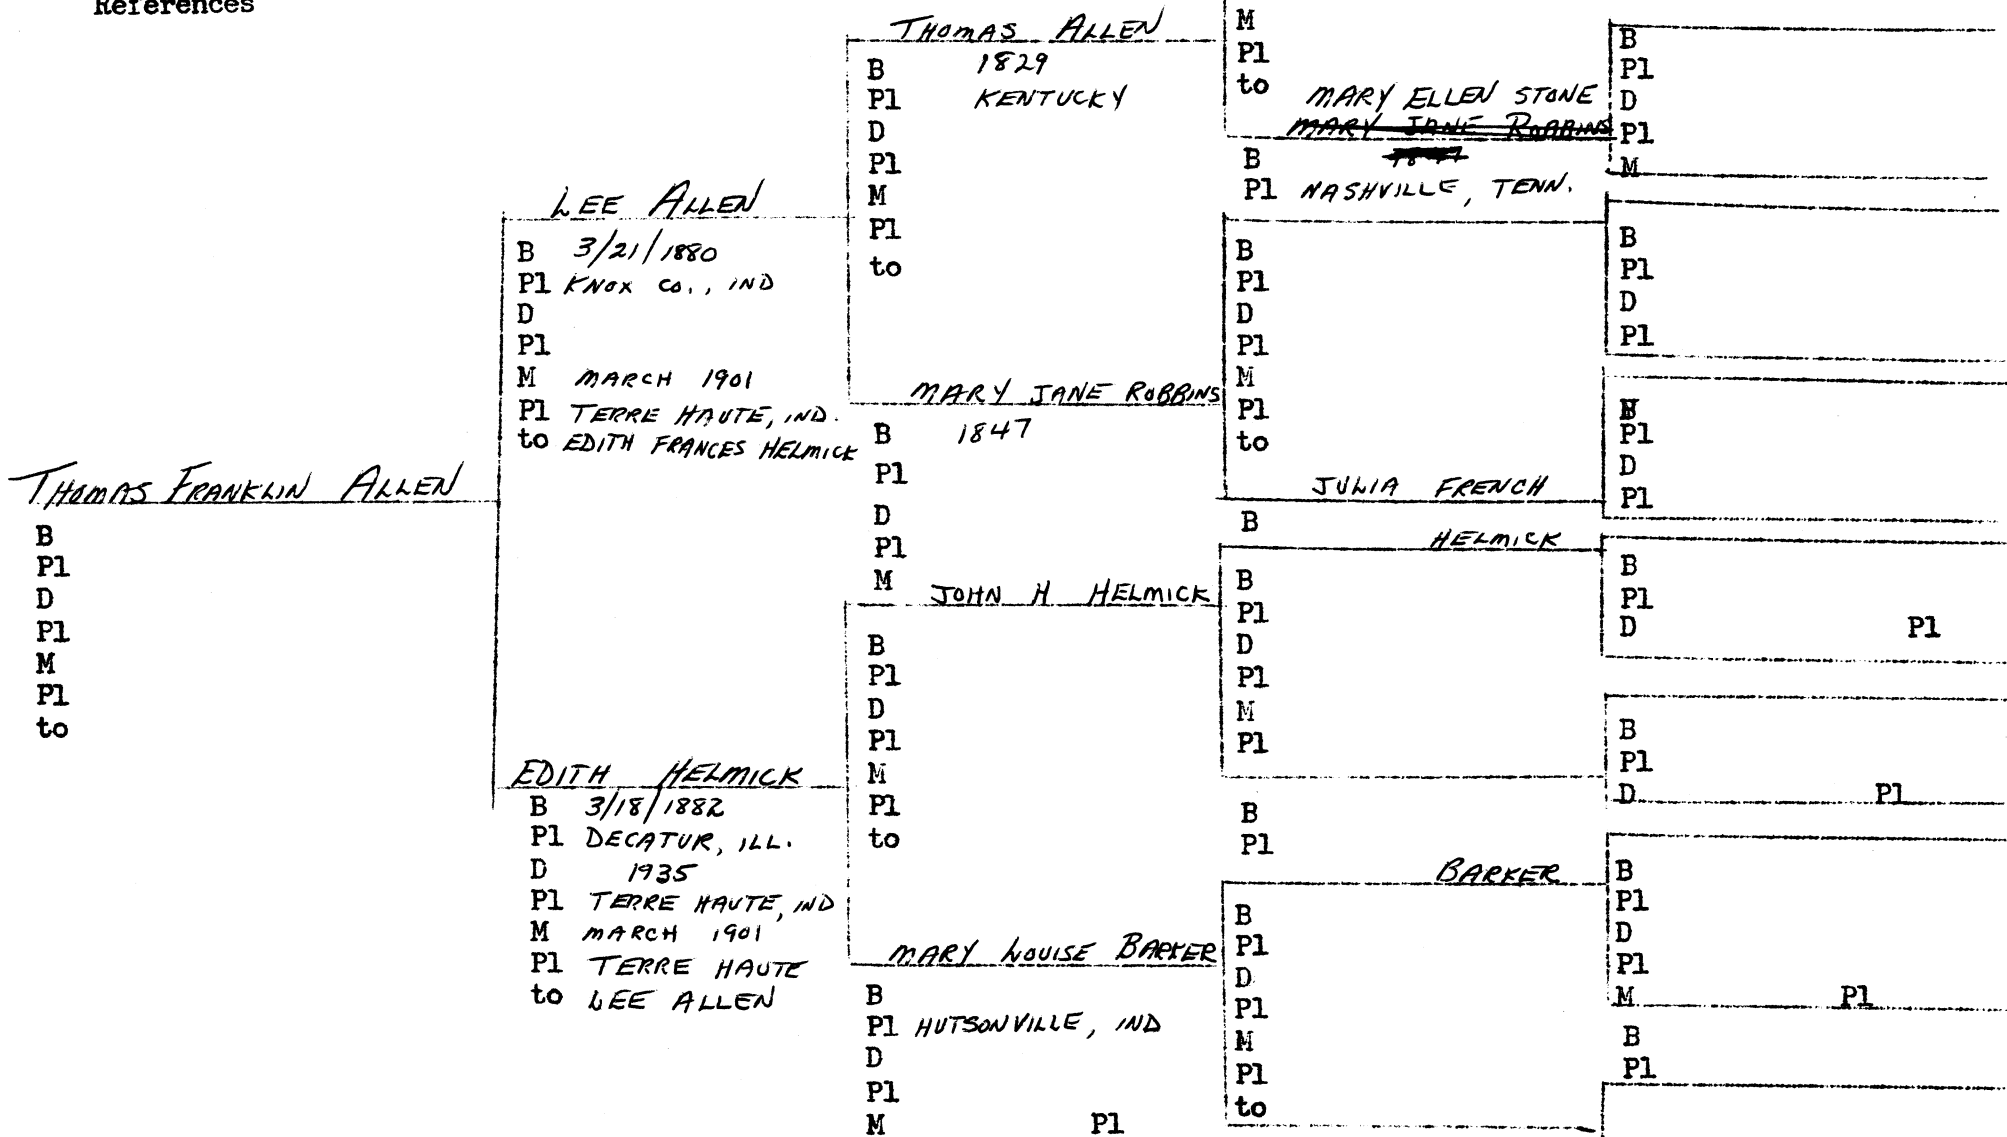 References
THOMAS FRANKLIN ALLEN
B
Pl
D
Pl
M
Pl
to
LEE ALLEN
B 3/21/1880
Pl KNOX CO., IND
D
Pl
M MARCH 1901
Pl TERRE HAUTE, IND.
to EDITH FRANCES HELMICK
EDITH HELMICK
B 3/18/1882
Pl DECATUR, ILL.
D 1935
Pl TERRE HAUTE, IND
M MARCH 1901
Pl TERRE HAUTE
to LEE ALLEN
THOMAS ALLEN
B 1829
Pl KENTUCKY
D
Pl
M
Pl
to
MARY JANE ROBBINS
B 1847
Pl
D
Pl
M
JOHN H HELMICK
B
Pl
D
Pl
M
Pl
to
MARY LOUISE BARKER
B
Pl HUTSONVILLE, IND
D
Pl
M Pl
M
Pl
to
MARY ELLEN STONE
MARY JANE ROBBINS
B 1847
Pl NASHVILLE, TENN.
B
Pl
D
Pl
M
Pl
to
JULIA FRENCH
B
HELMICK
B
Pl
D
Pl
M
Pl
B
Pl
BARKER
B
Pl
D
Pl
M
Pl
to
B
Pl
D
Pl
M
B
Pl
D
Pl
Pl
D
Pl
B
Pl
D Pl
B
Pl
D Pl
B
Pl
D
Pl
M Pl
B
Pl